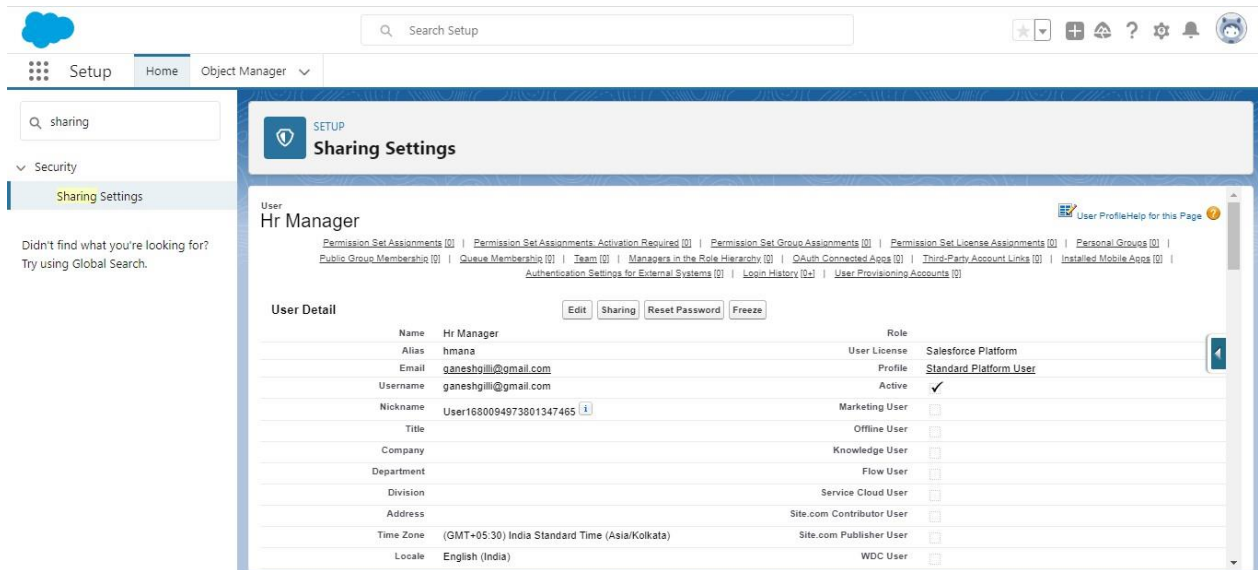 Search Setup
Setup Home Object Manager
sharing
Security
Sharing Settings
Didn't find what you're looking for?
Try using Global Search.
SETUP
Sharing Settings
User
Hr Manager
User ProfileHelp for this Page
Permission Set Assignments [0] | Permission Set Assignments: Activation Required [0] | Permission Set Group Assignments [0] | Permission Set License Assignments [0] | Personal Groups [0] |
Public Group Membership [0] | Queue Membership [0] | Team [0] | Managers in the Role Hierarchy [0] | OAuth Connected Apps [0] | Third-Party Account Links [0] | Installed Mobile Apps [0] |
Authentication Settings for External Systems [0] | Login History [0+] | User Provisioning Accounts [0]
User Detail Edit Sharing Reset Password Freeze
Name Hr Manager Role
Alias hmana User License Salesforce Platform
Email ganeshgilli@gmail.com Profile Standard Platform User
Username ganeshgilli@gmail.com Active
Nickname User1680094973801347465 i Marketing User
Title Offline User
Company Knowledge User
Department Flow User
Division Service Cloud User
Address Site.com Contributor User
Time Zone (GMT+05:30) India Standard Time (Asia/Kolkata) Site.com Publisher User
Locale English (India) WDC User